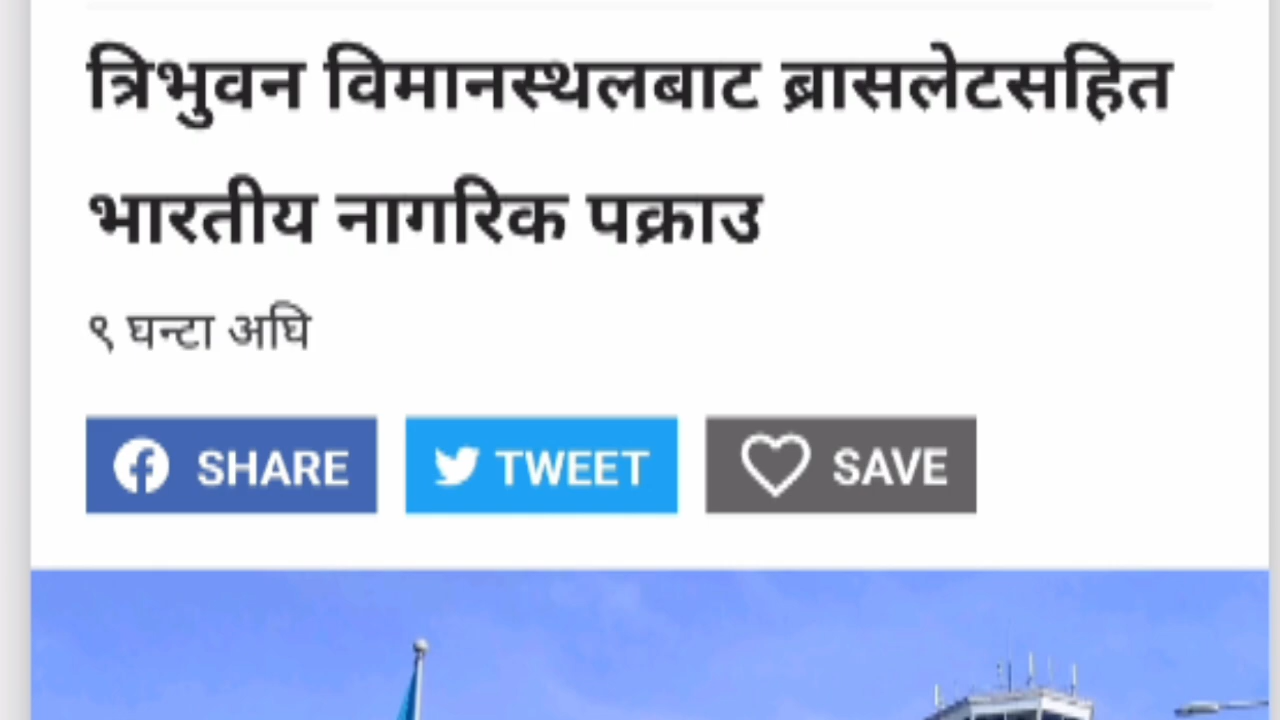 त्रिभुवन विमानस्थलबाट ब्रासलेटसहित
भारतीय नागरिक पक्राउ
९ घन्टा अघि
SHARE TWEET SAVE